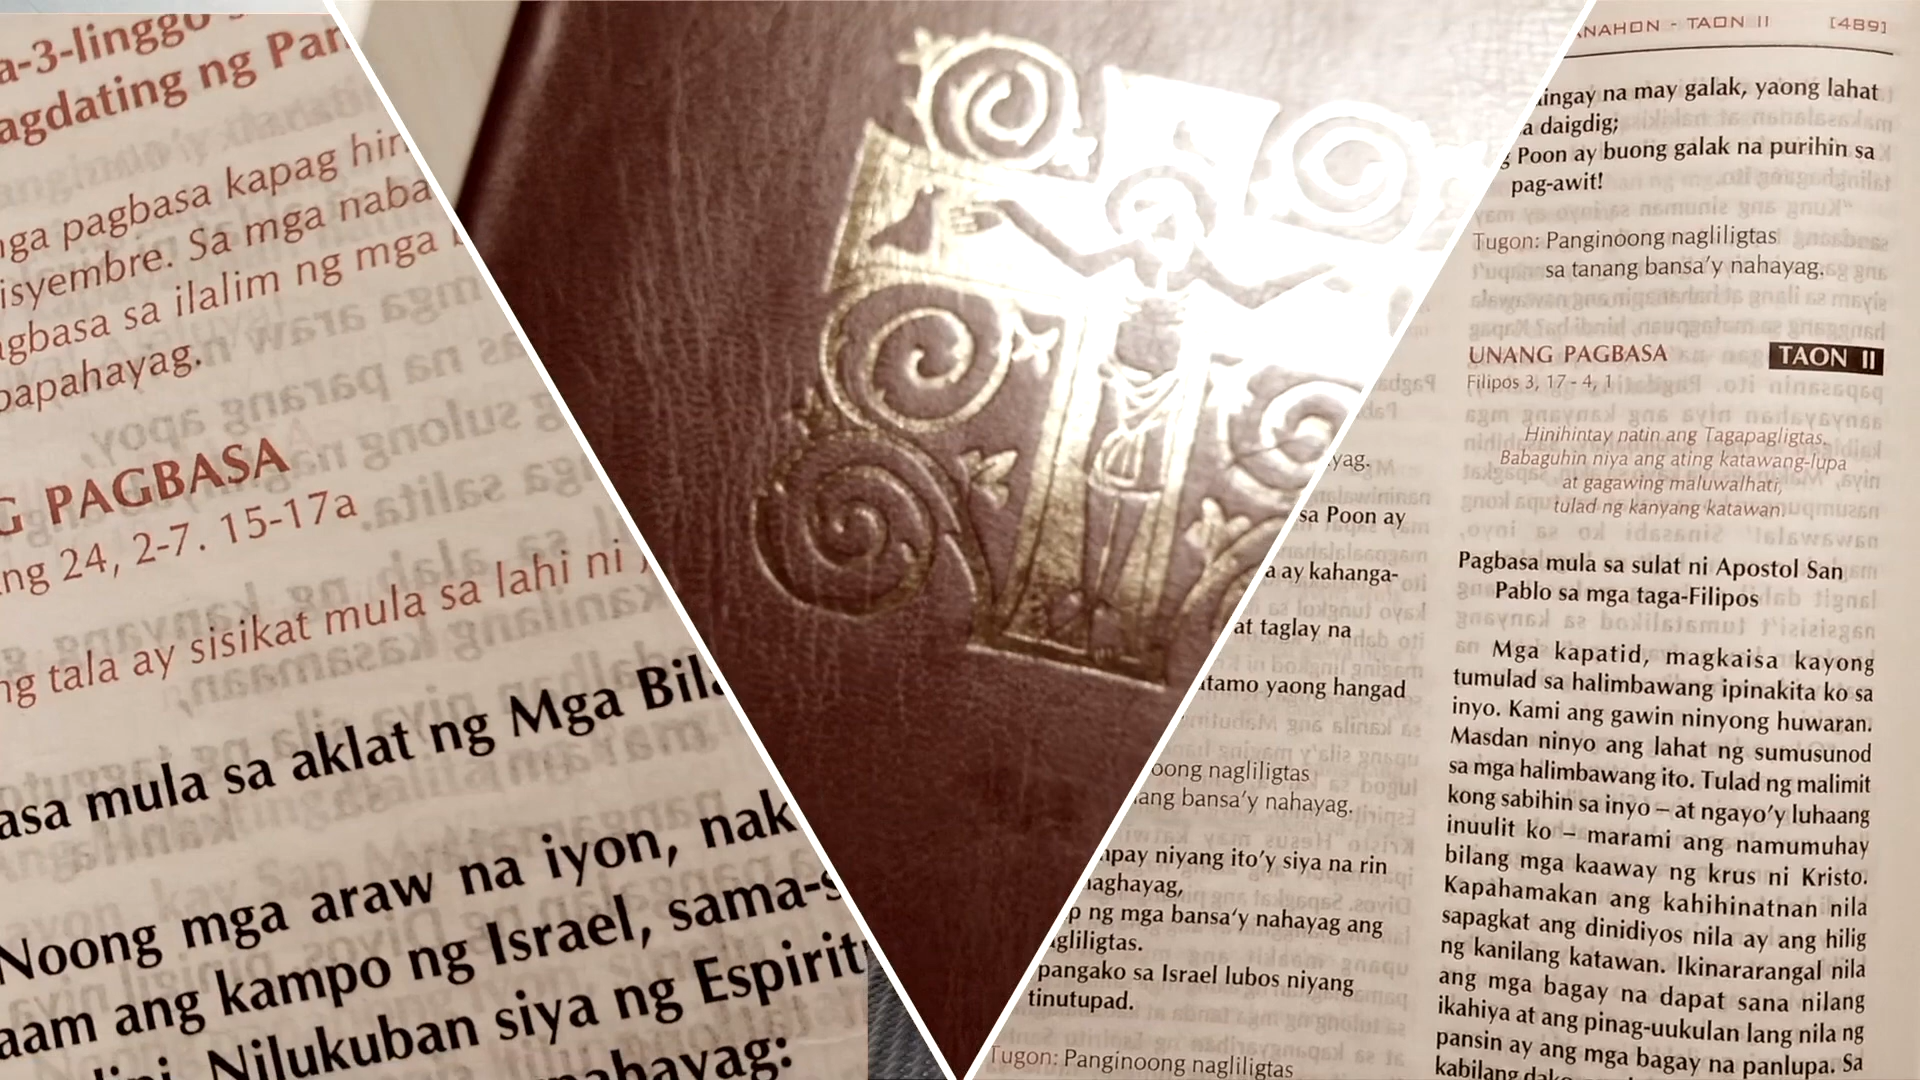 a-3-linggo
agdating ng Par
nga pagbasa kapag hin
isyembre. Sa mga naba
agbasa sa ilalim ng mga
papahayag.
G PAGBASA
ng 24, 2-7. 15-17a
ng tala ay sisikat mula sa lahi ni
asa mula sa aklat ng Mga Bila
Noong mga araw na iyon, nak
aam ang kampo ng Israel, sama-s
Nilukuban siya ng Espiritu
pahayag:
yag.
sa Poon ay
a ay kahanga-
at taglay na
tamo yaong hangad
oong nagliligtas
ang bansa'y nahayag.
pay niyang ito'y siya na rin
aghayag,
p ng mga bansa'y nahayag ang
agliligtas.
pangako sa Israel lubos niyang
tinutupad.
Tugon: Panginoong nagliligtas
ANAHON - TAON II [489]
ingay na may galak, yaong lahat
a daigdig;
g Poon ay buong galak na purihin sa
pag-awit!
Tugon: Panginoong nagliligtas
sa tanang bansa'y nahayag.
UNANG PAGBASA TAON II
Filipos 3, 17 - 4, 1
Hinihintay natin ang Tagapagligtas.
Babaguhin niya ang ating katawang-lupa
at gagawing maluwalhati,
tulad ng kanyang katawan.
Pagbasa mula sa sulat ni Apostol San
Pablo sa mga taga-Filipos
Mga kapatid, magkaisa kayong
tumulad sa halimbawang ipinakita ko sa
inyo. Kami ang gawin ninyong huwaran.
Masdan ninyo ang lahat ng sumusunod
sa mga halimbawang ito. Tulad ng malimit
kong sabihin sa inyo – at ngayo'y luhaang
inuulit ko – marami ang namumuhay
bilang mga kaaway ng krus ni Kristo.
Kapahamakan ang kahihinatnan nila
sapagkat ang dinidiyos nila ay ang hilig
ng kanilang katawan. Ikinararangal nila
ang mga bagay na dapat sana nilang
ikahiya at ang pinag-uukulan lang nila ng
pansin ay ang mga bagay na panlupa. Sa
kabilang dako